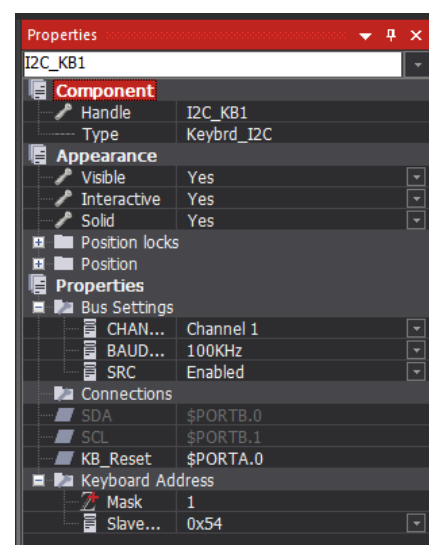 Properties
I2C_KB1
Component
Handle I2C_KB1
Type Keybrd_I2C
Appearance
Visible Yes
Interactive Yes
Solid Yes
Position locks
Position
Properties
Bus Settings
CHAN... Channel 1
BAUD... 100KHz
SRC Enabled
Connections
SDA $PORTB.0
SCL $PORTB.1
KB_Reset $PORTA.0
Keyboard Address
Mask 1
Slave... 0x54